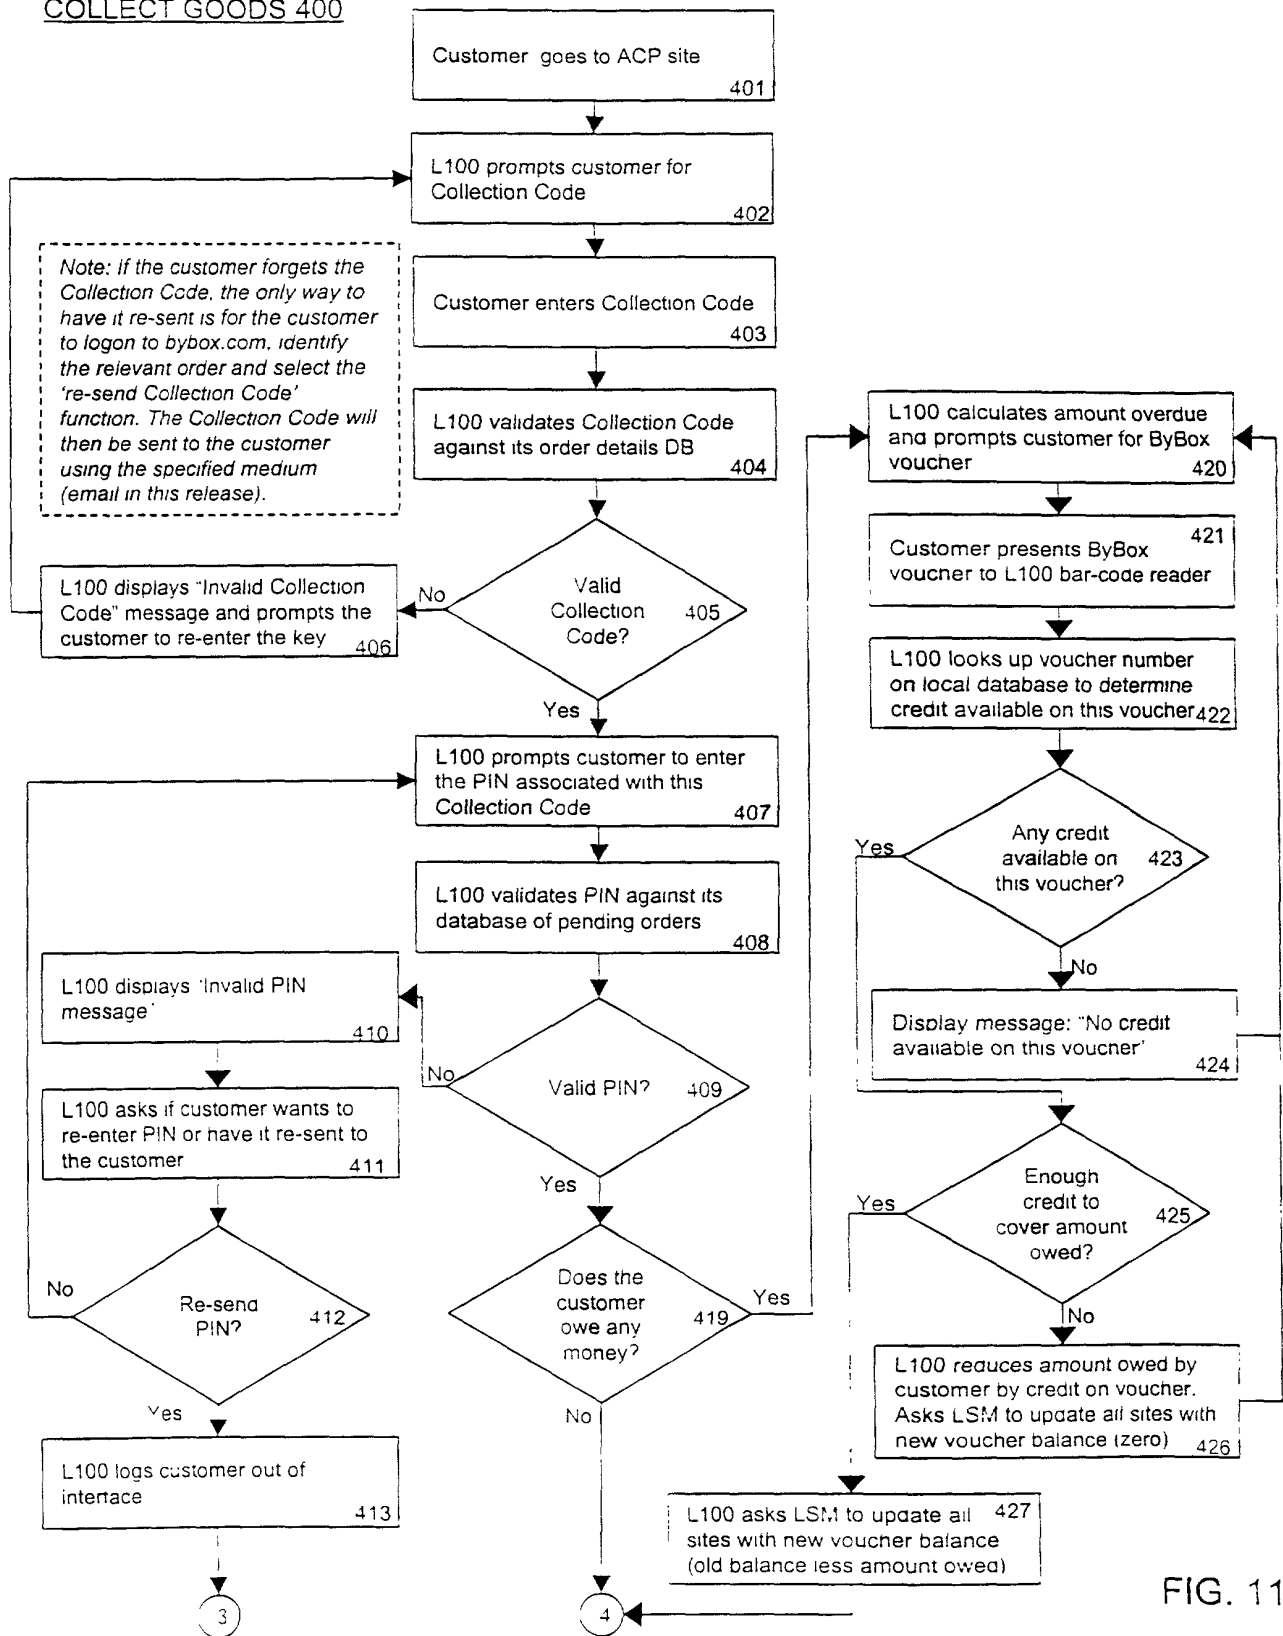 COLLECT GOODS 400
Customer goes to ACP site
401
L100 prompts customer for
Collection Code
402
Note: If the customer forgets the
Collection Code, the only way to
have it re-sent is for the customer
to logon to bybox.com, identify
the relevant order and select the
're-send Collection Code'
function. The Collection Code will
then be sent to the customer
using the specified medium
(email in this release).
Customer enters Collection Code
403
L100 validates Collection Code
against its order details DB
404
Valid
Collection
Code?
405
No
Yes
L100 displays "Invalid Collection
Code" message and prompts the
customer to re-enter the key
406
L100 prompts customer to enter
the PIN associated with this
Collection Code
407
L100 validates PIN against its
database of pending orders
408
Valid PIN?
409
No
Yes
L100 displays 'Invalid PIN
message'
410
L100 asks if customer wants to
re-enter PIN or have it re-sent to
the customer
411
Re-send
PIN?
412
No
Yes
L100 logs customer out of
interface
413
3
Does the
customer
owe any
money?
419
Yes
No
4
L100 calculates amount overdue
and prompts customer for ByBox
voucher
420
421
Customer presents ByBox
voucher to L100 bar-code reader
L100 looks up voucher number
on local database to determine
credit available on this voucher
422
Any credit
available on
this voucher?
423
Yes
No
Display message: "No credit
available on this voucher'
424
Enough
credit to
cover amount
owed?
425
Yes
No
L100 reduces amount owed by
customer by credit on voucher.
Asks LSM to update all sites with
new voucher balance (zero)
426
L100 asks LSM to update all
sites with new voucher balance
(old balance less amount owed)
427
FIG. 11